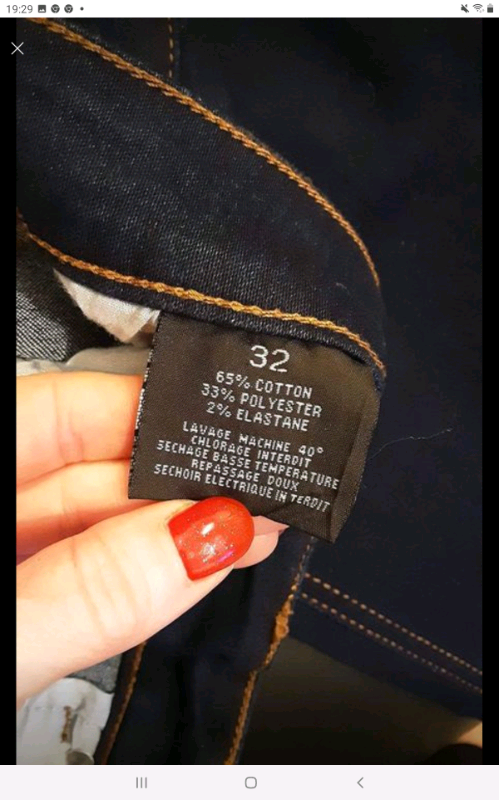 19:29
32
65% COTTON
33% POLYESTER
2% ELASTANE
LAVAGE MACHINE 40°
CHLORAGE INTERDIT
SECHAGE BASSE TEMPERATURE
REPASSAGE DOUX
SECHOIR ELECTRIQUE INTERDIT